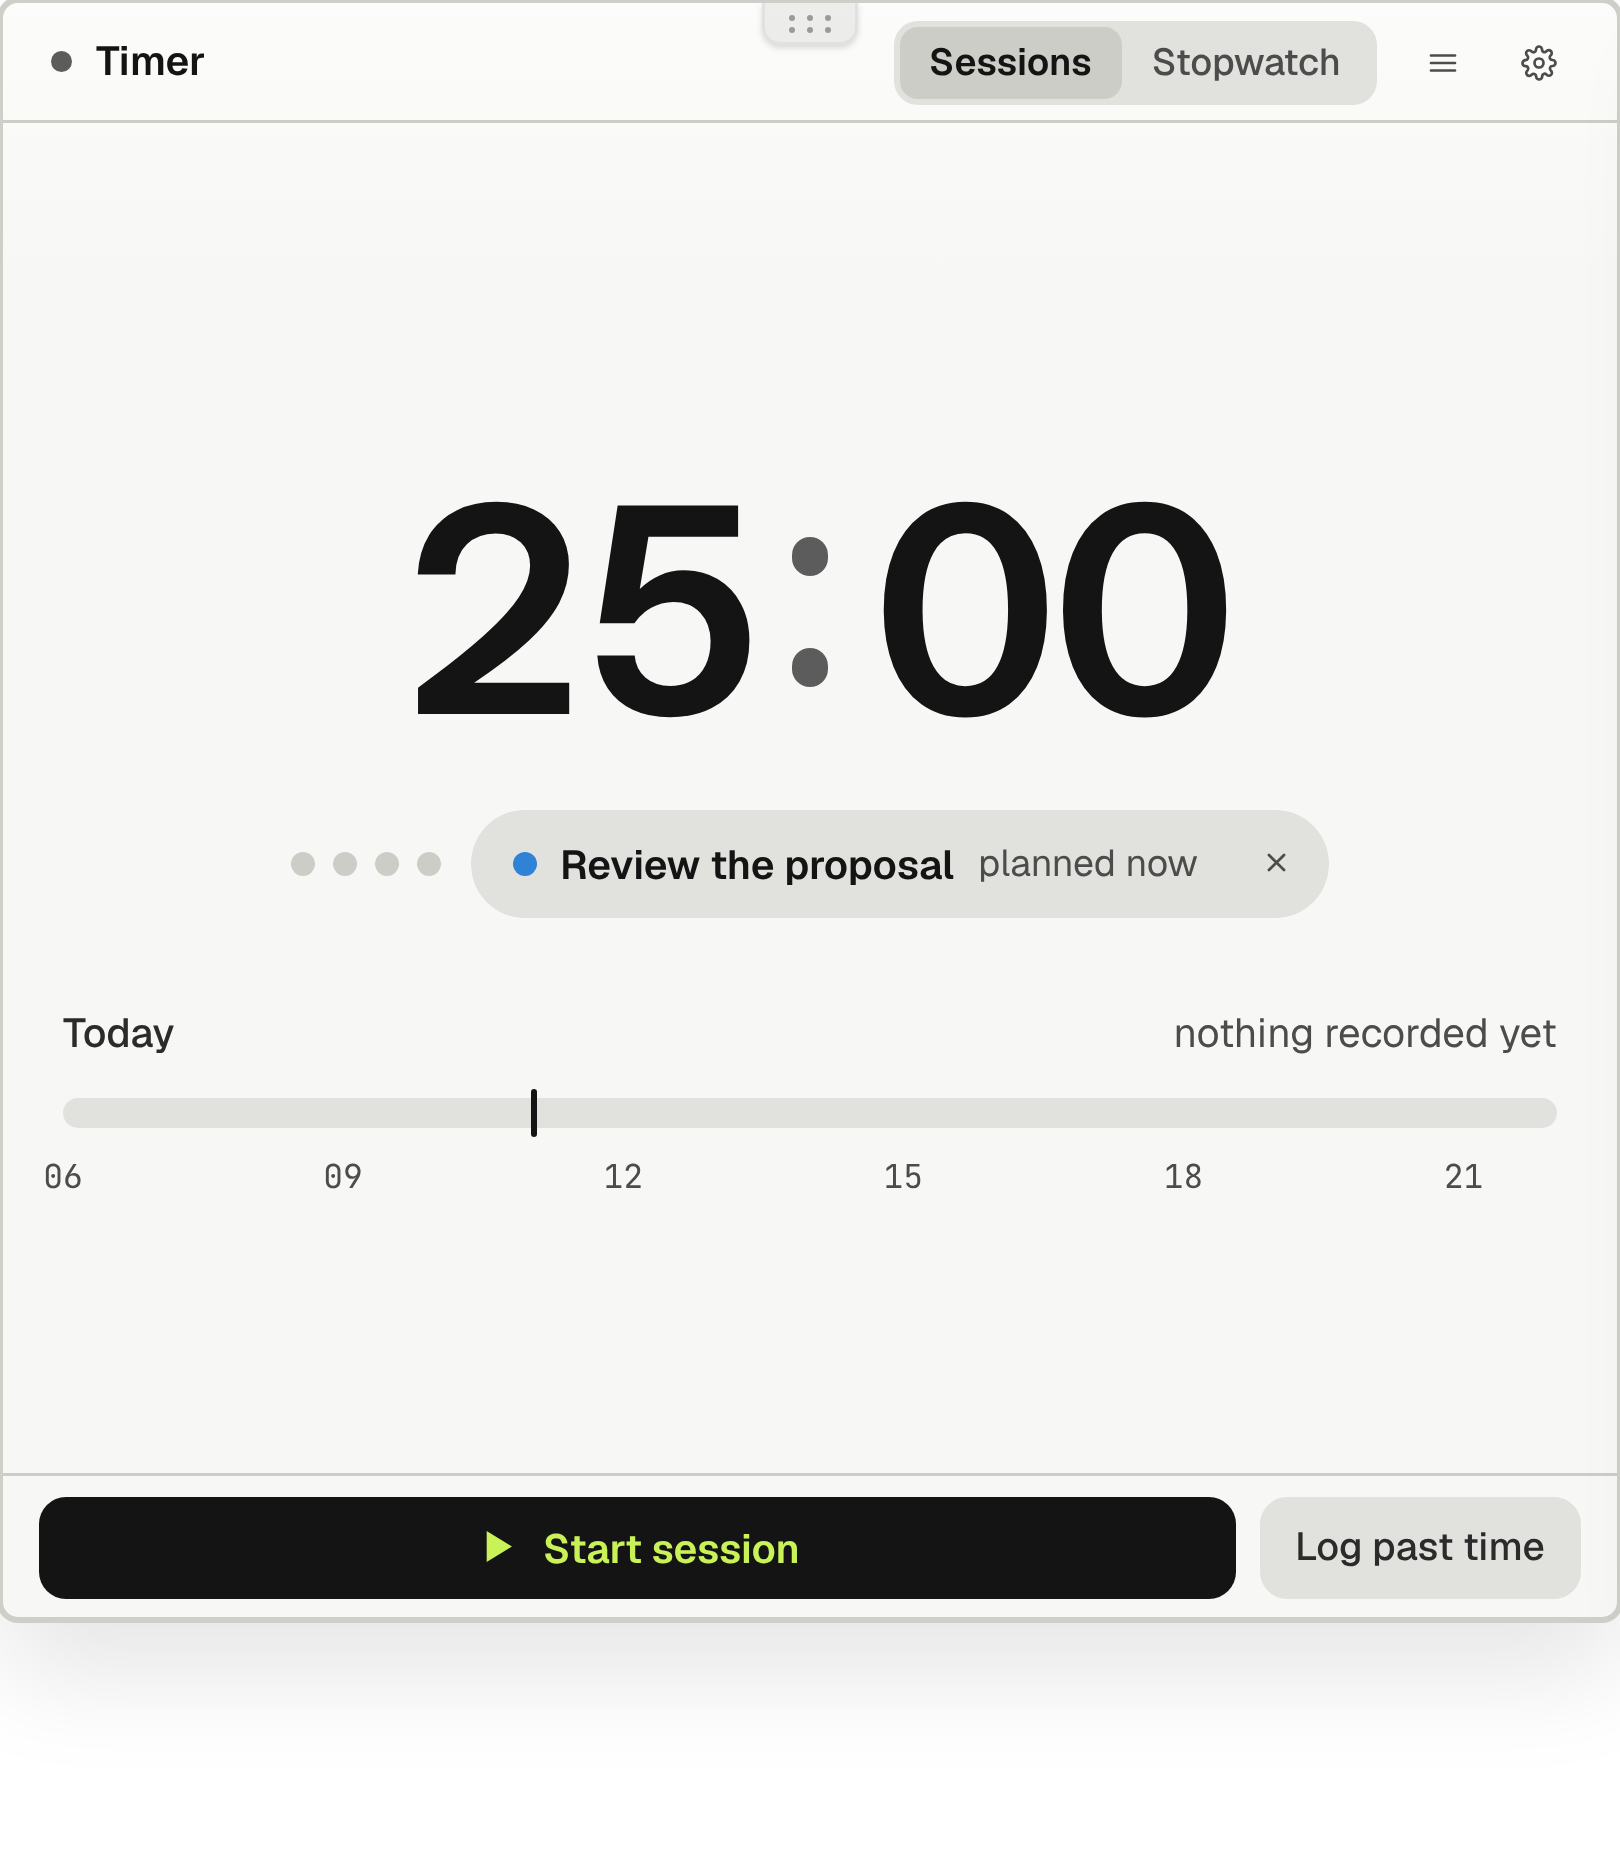 Timer
Sessions Stopwatch
25:00
Review the proposal planned now
Today nothing recorded yet
06 09 12 15 18 21
Start session Log past time